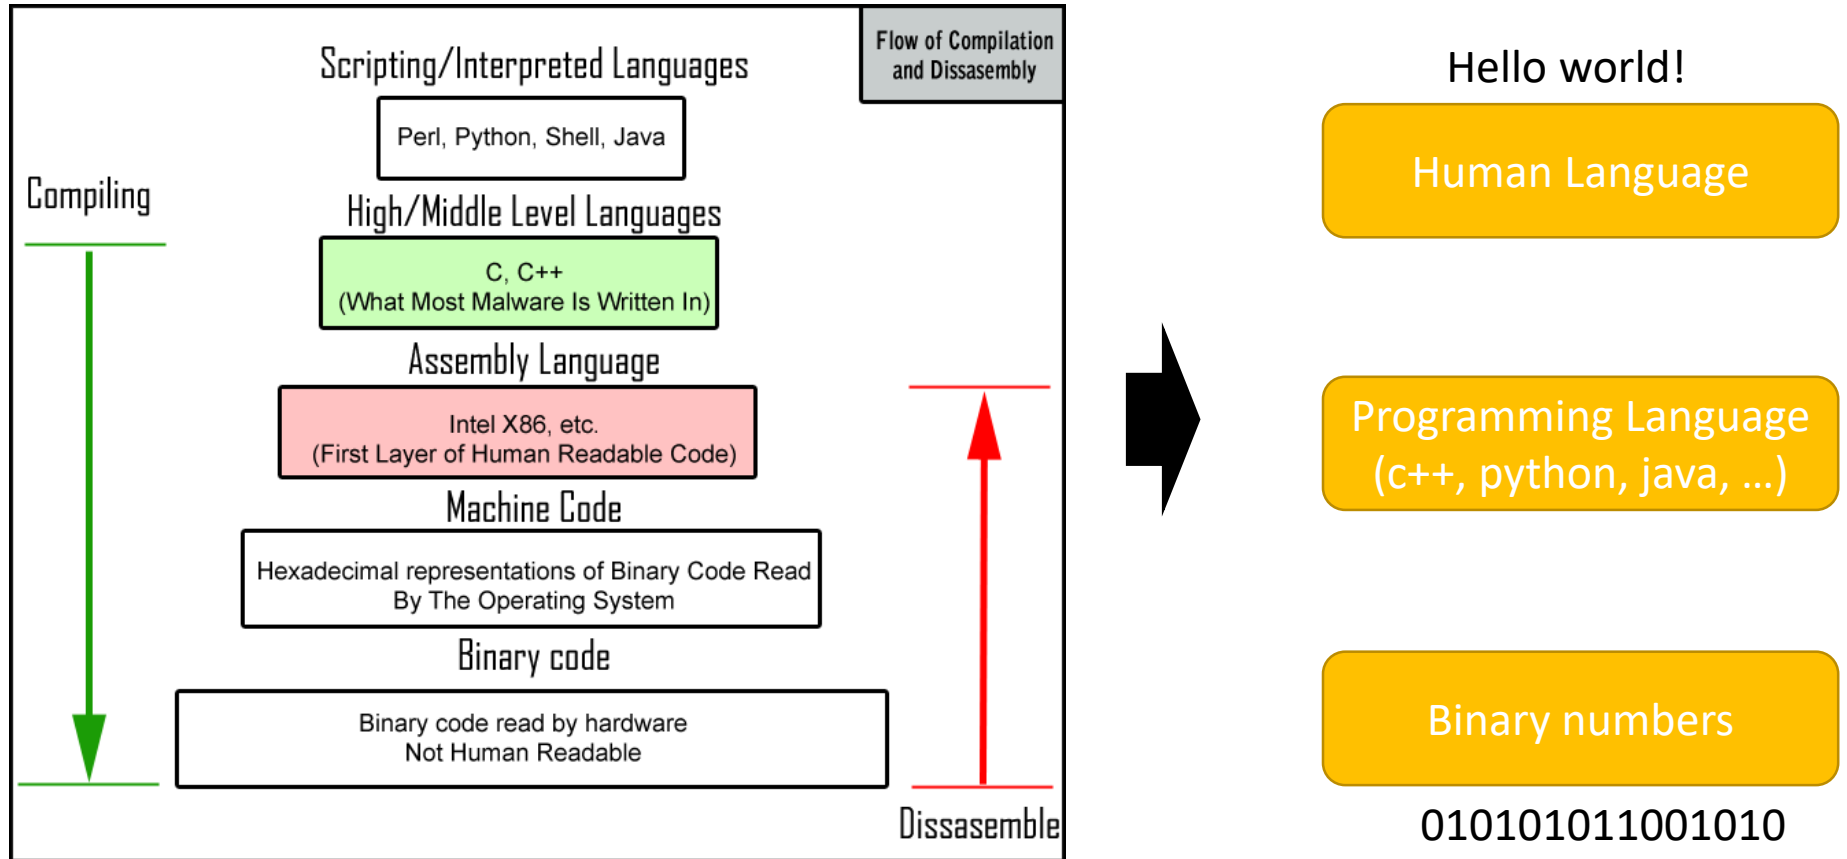 Flow of Compilation
and Dissasembly
Scripting/Interpreted Languages
Perl, Python, Shell, Java
Compiling
High/Middle Level Languages
C, C++
(What Most Malware Is Written In)
Assembly Language
Intel X86, etc.
(First Layer of Human Readable Code)
Machine Code
Hexadecimal representations of Binary Code Read
By The Operating System
Binary code
Binary code read by hardware
Not Human Readable
Dissasemble
Hello world!
Human Language
Programming Language
(c++, python, java, ...)
Binary numbers
010101011001010